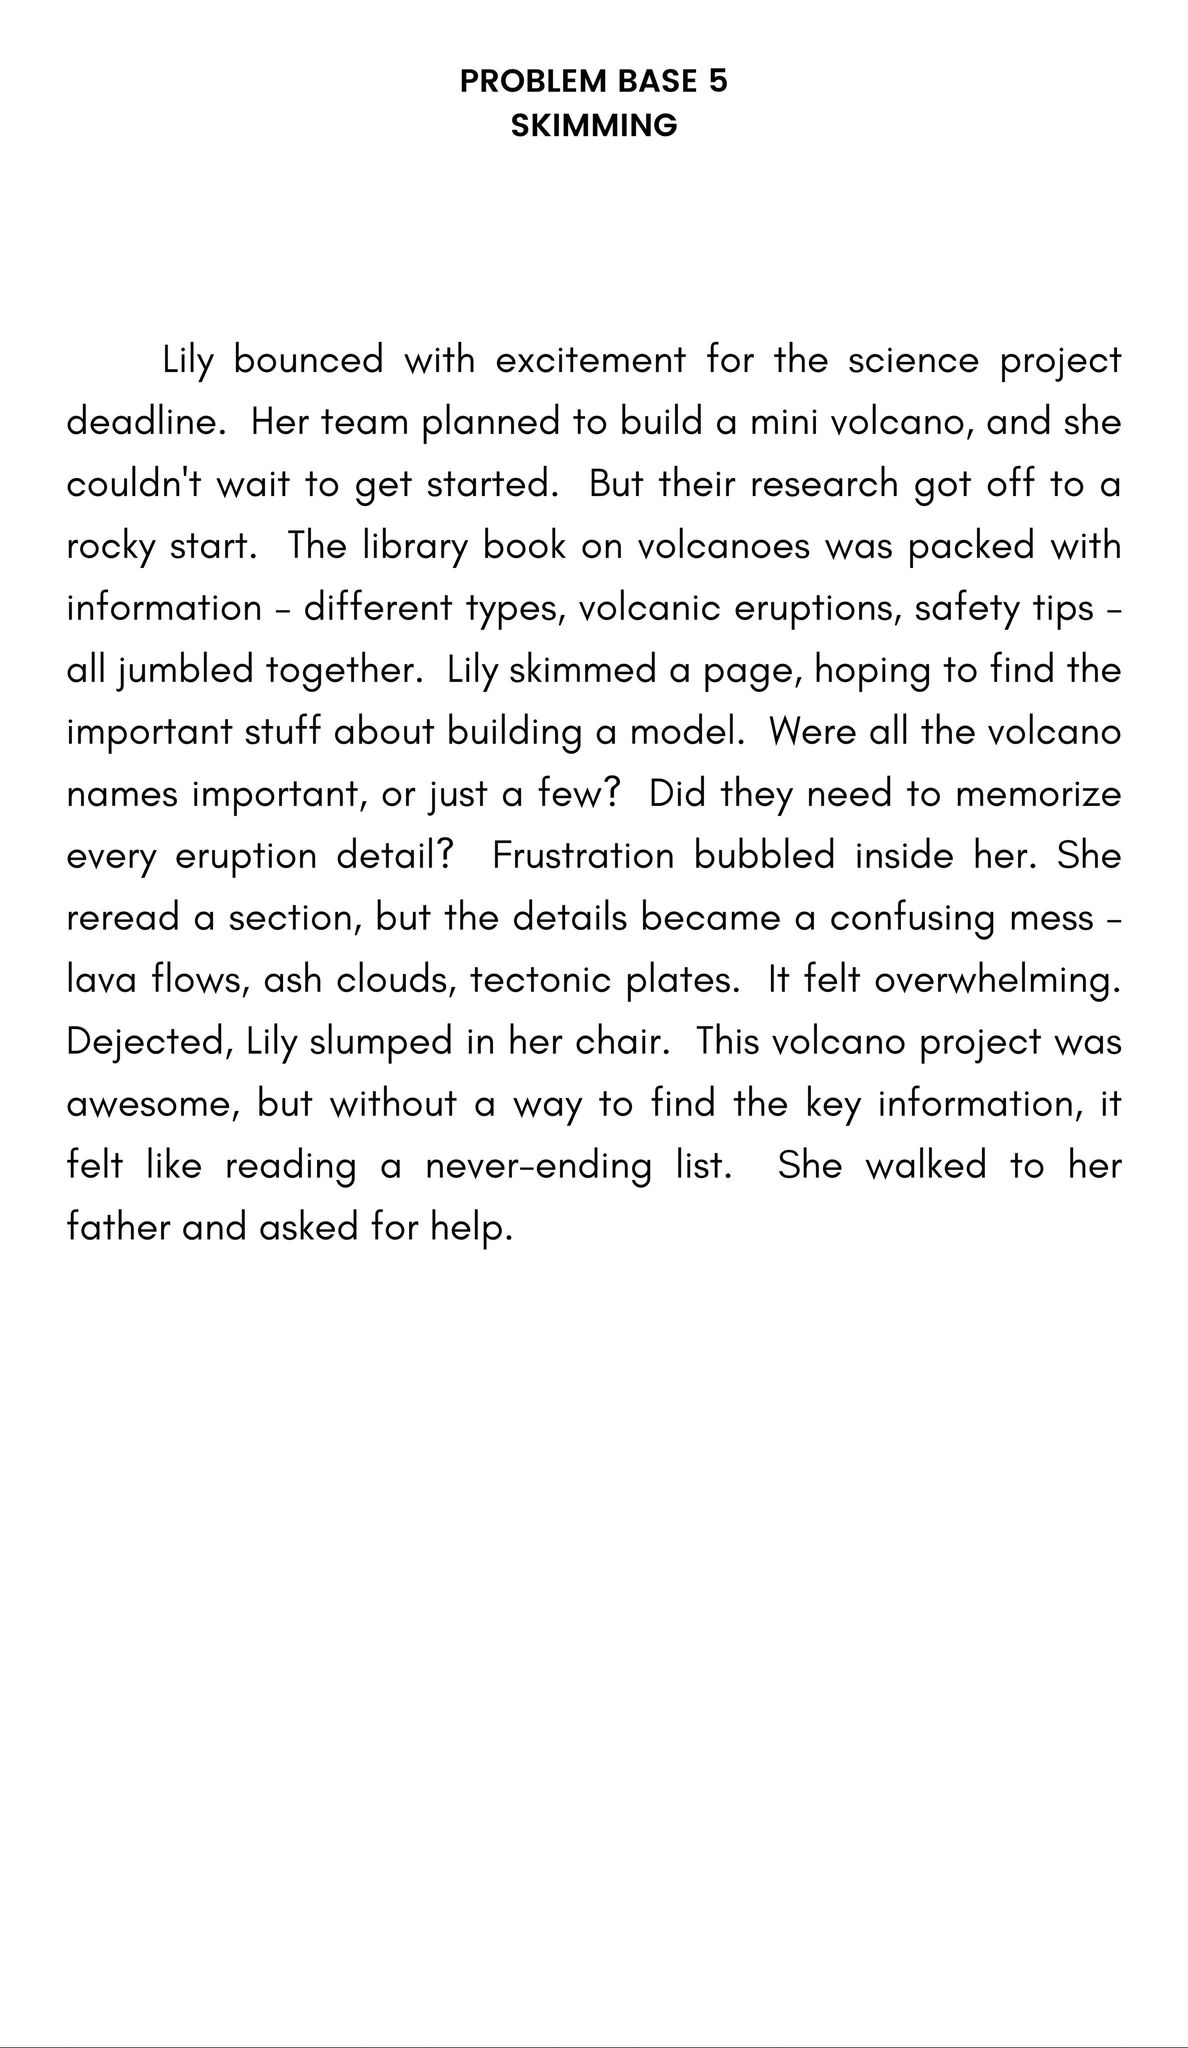 PROBLEM BASE 5
SKIMMING
Lily bounced with excitement for the science project
deadline.  Her team planned to build a mini volcano, and she
couldn't wait to get started.  But their research got off to a
rocky start.  The library book on volcanoes was packed with
information – different types, volcanic eruptions, safety tips –
all jumbled together.  Lily skimmed a page, hoping to find the
important stuff about building a model.  Were all the volcano
names important, or just a few?  Did they need to memorize
every eruption detail?  Frustration bubbled inside her. She
reread a section, but the details became a confusing mess –
lava flows, ash clouds, tectonic plates.  It felt overwhelming.
Dejected, Lily slumped in her chair.  This volcano project was
awesome, but without a way to find the key information, it
felt like reading a never-ending list.  She walked to her
father and asked for help.